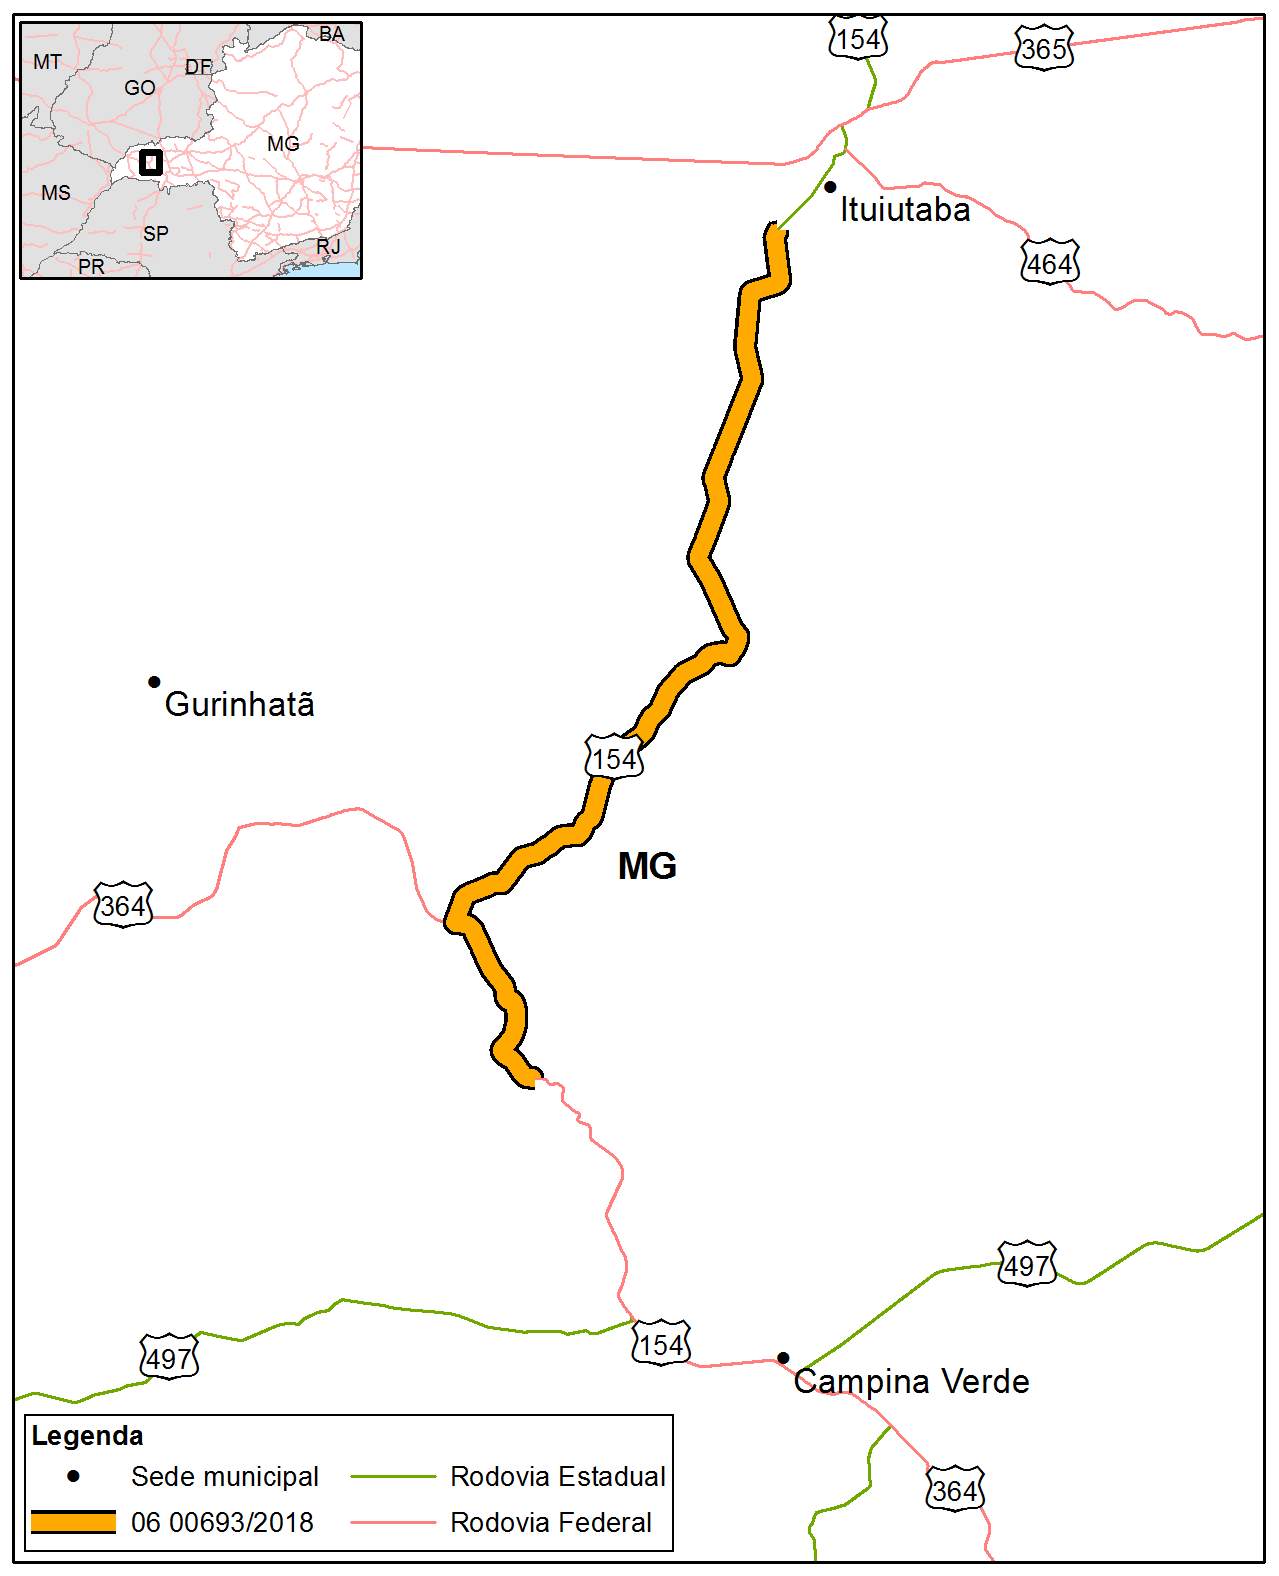 BA
MT
DF
GO
MG
MS
SP
RJ
PR
154
365
Ituiutaba
464
Gurinhatã
154
MG
364
497
154
497
Campina Verde
364
Legenda
Sede municipal
Rodovia Estadual
06 00693/2018
Rodovia Federal